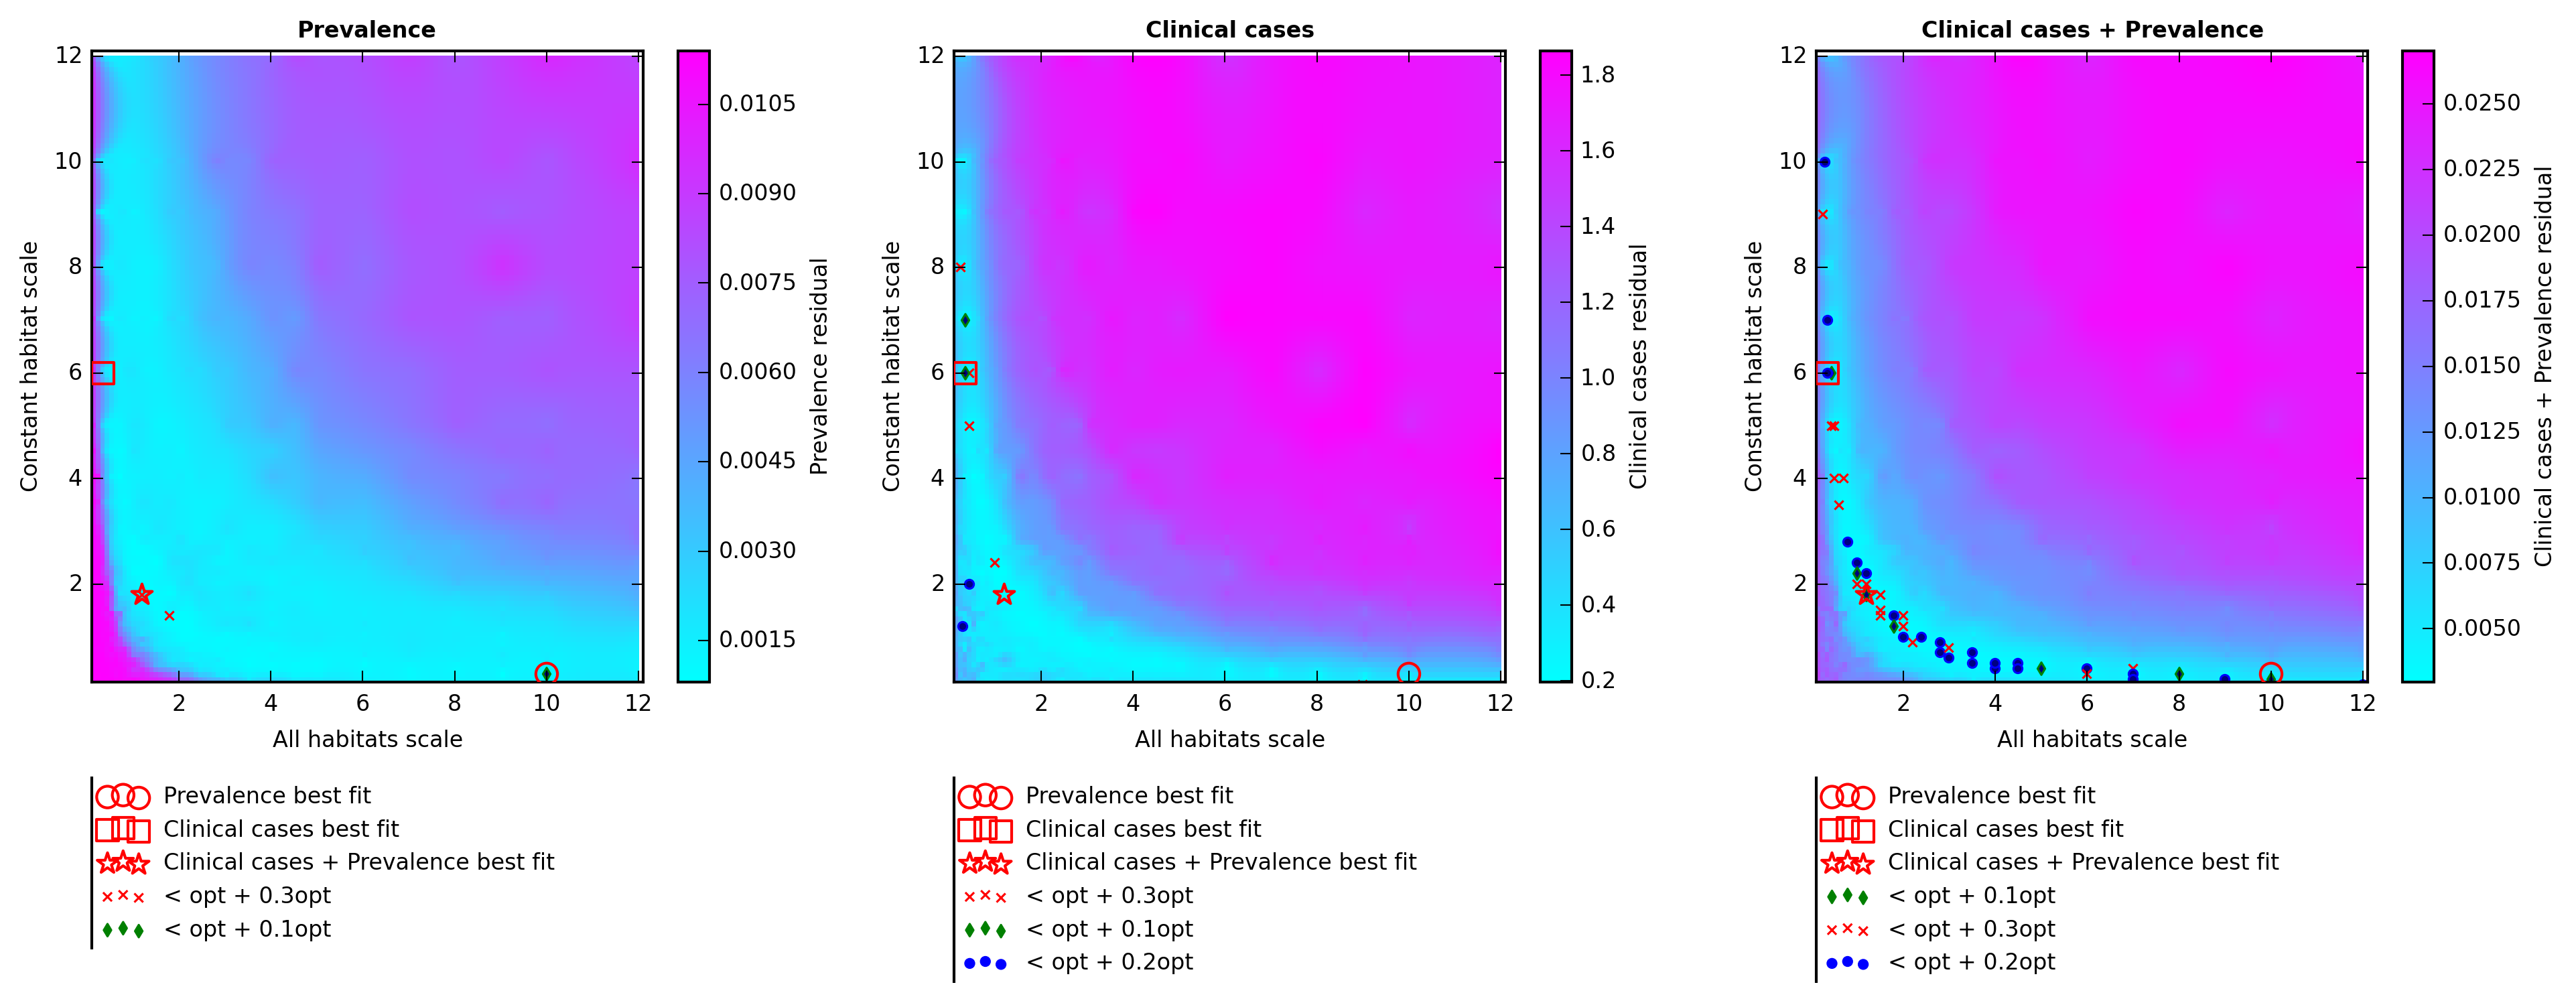 Prevalence
12
10
8
6
4
2
2 4 6 8 10 12
Constant habitat scale
All habitats scale
0.0105
0.0090
0.0075
0.0060
0.0045
0.0030
0.0015
Prevalence residual
Prevalence best fit
Clinical cases best fit
Clinical cases + Prevalence best fit
< opt + 0.3opt
< opt + 0.1opt
Clinical cases
12
10
8
6
4
2
2 4 6 8 10 12
Constant habitat scale
All habitats scale
1.8
1.6
1.4
1.2
1.0
0.8
0.6
0.4
0.2
Clinical cases residual
Prevalence best fit
Clinical cases best fit
Clinical cases + Prevalence best fit
< opt + 0.3opt
< opt + 0.1opt
< opt + 0.2opt
Clinical cases + Prevalence
12
10
8
6
4
2
2 4 6 8 10 12
Constant habitat scale
All habitats scale
0.0250
0.0225
0.0200
0.0175
0.0150
0.0125
0.0100
0.0075
0.0050
Clinical cases + Prevalence residual
Prevalence best fit
Clinical cases best fit
Clinical cases + Prevalence best fit
< opt + 0.1opt
< opt + 0.3opt
< opt + 0.2opt